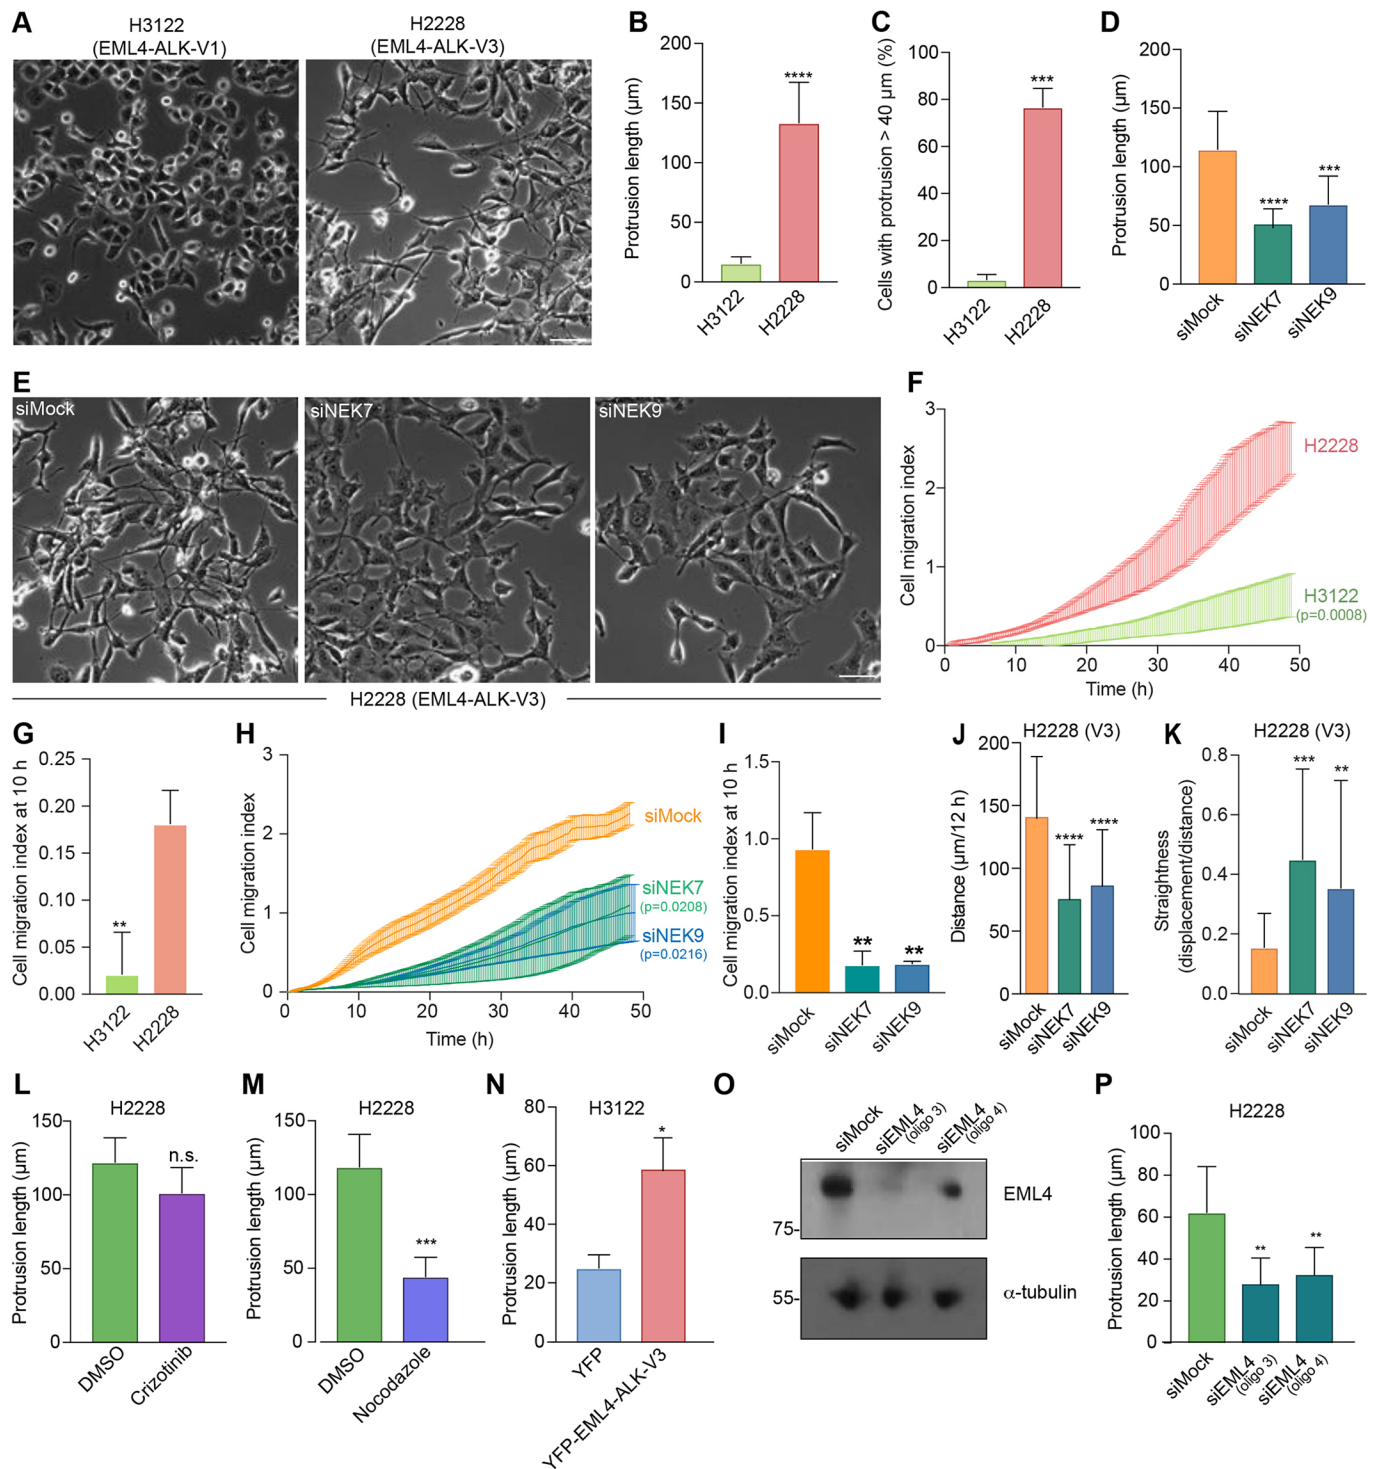 A
H3122
(EML4-ALK-V1)
H2228
(EML4-ALK-V3)
B
Protrusion length (µm)
200
150
100
50
0
****
H3122
H2228
C
Cells with protrusion > 40 µm (%)
100
80
60
40
20
0
***
H3122
H2228
D
Protrusion length (µm)
200
150
100
50
0
****
***
siMock
siNEK7
siNEK9
E
siMock
siNEK7
siNEK9
H2228 (EML4-ALK-V3)
F
Cell migration index
3
2
1
0
H2228
H3122
(p=0.0008)
0
10
20
30
40
50
Time (h)
G
Cell migration index at 10 h
0.25
0.20
0.15
0.10
0.05
0.00
**
H3122
H2228
H
Cell migration index
3
2
1
0
siMock
siNEK7
(p=0.0208)
siNEK9
(p=0.0216)
0
10
20
30
40
50
Time (h)
I
Cell migration index at 10 h
1.5
1.0
0.5
0.0
**
**
siMock
siNEK7
siNEK9
J
H2228 (V3)
Distance (µm/12 h)
200
150
100
50
0
****
****
siMock
siNEK7
siNEK9
K
H2228 (V3)
Straightness
(displacement/distance)
0.8
0.6
0.4
0.2
0.0
***
**
siMock
siNEK7
siNEK9
L
H2228
Protrusion length (µm)
150
100
50
0
n.s.
DMSO
Crizotinib
M
H2228
Protrusion length (µm)
150
100
50
0
***
DMSO
Nocodazole
N
H3122
Protrusion length (µm)
80
60
40
20
0
*
YFP
YFP-EML4-ALK-V3
O
siMock
siEML4
(oligo 3)
siEML4
(oligo 4)
EML4
75-
α-tubulin
55-
P
H2228
Protrusion length (µm)
100
80
60
40
20
0
**
**
siMock
siEML4
(oligo 3)
siEML4
(oligo 4)